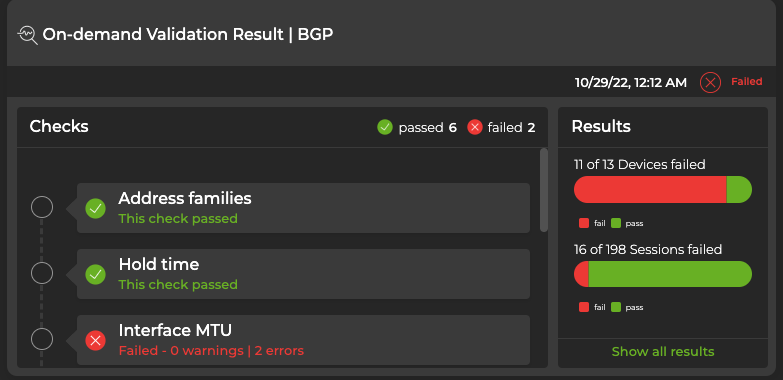 On-demand Validation Result | BGP
10/29/22, 12:12 AM Failed
Checks passed 6 failed 2
Address families
This check passed
Hold time
This check passed
Interface MTU
Failed - 0 warnings | 2 errors
Results
11 of 13 Devices failed
fail pass
16 of 198 Sessions failed
fail pass
Show all results